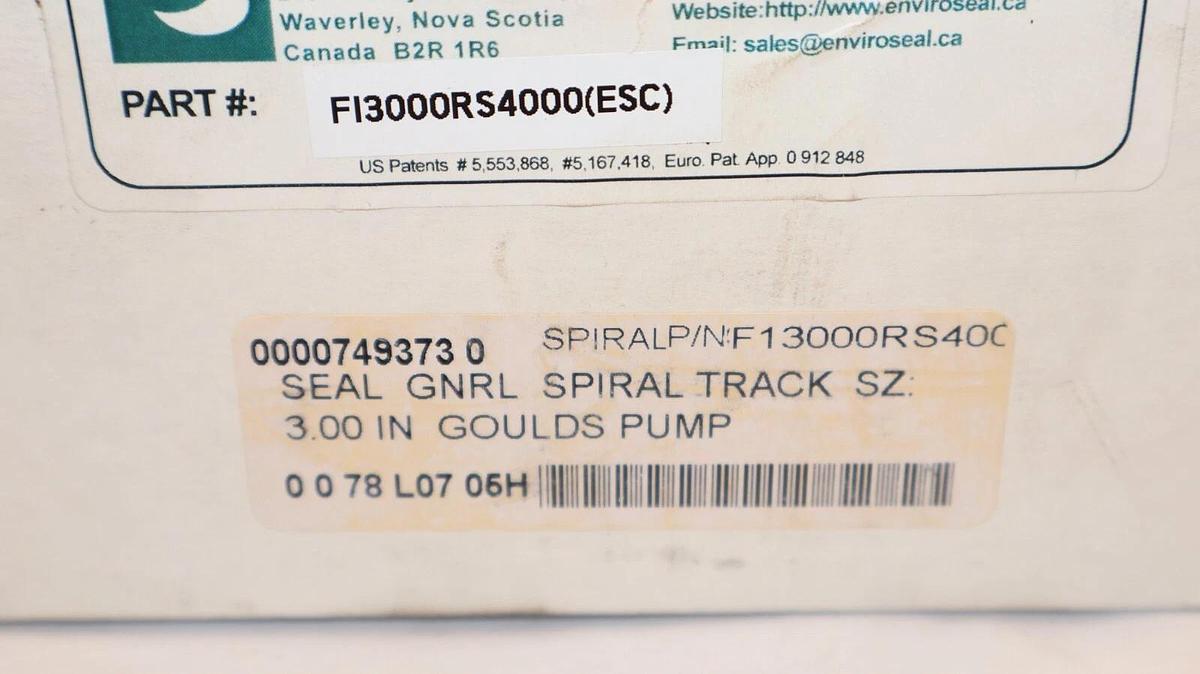 Waverley, Nova Scotia
Canada B2R 1R6
Website:http://www.enviroseal.ca
Email: sales@enviroseal.ca
PART #: FI3000RS4000(ESC)
US Patents # 5,553,868, #5,167,418, Euro. Pat. App. 0 912 848
0000749373 0 SPIRALP/N:F13000RS400
SEAL GNRL SPIRAL TRACK SZ:
3.00 IN GOULDS PUMP
0 0 78 L07 06H